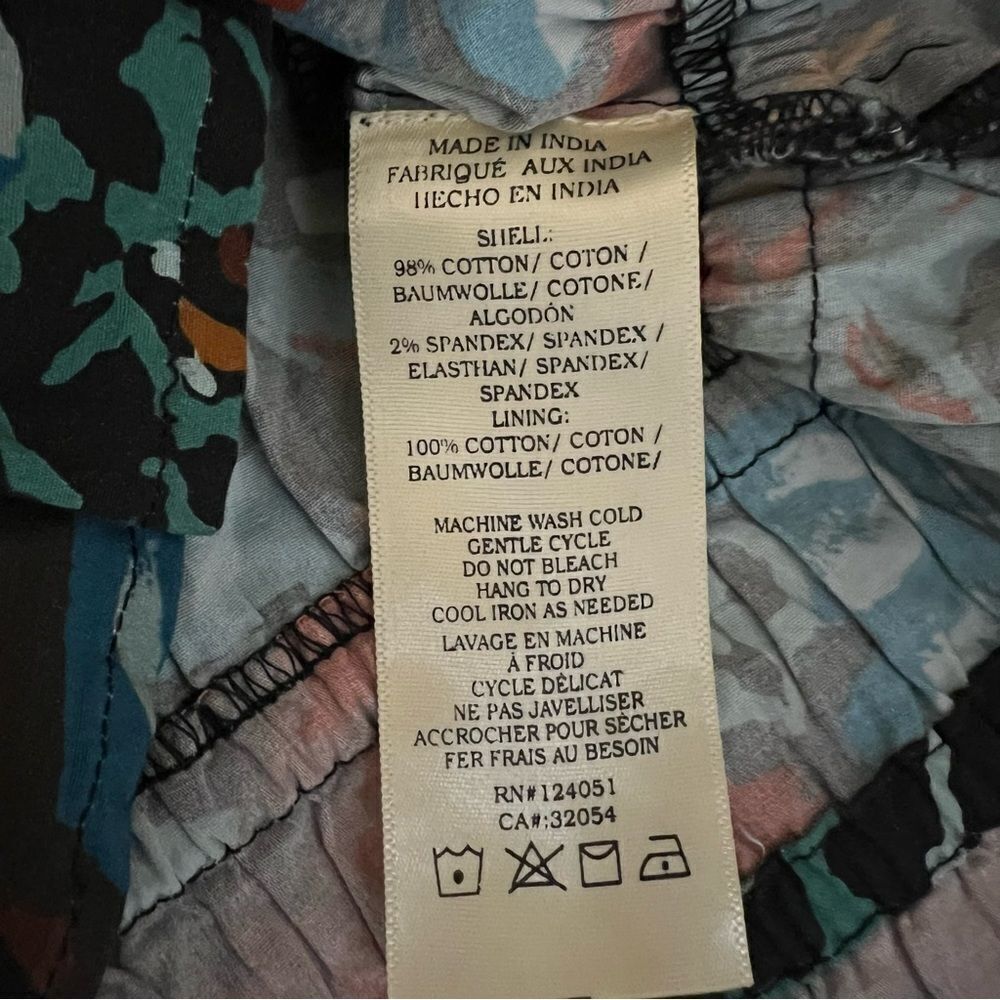 MADE IN INDIA
FABRIQUÉ AUX INDIA
HECHO EN INDIA
SHELL:
98% COTTON/ COTON /
BAUMWOLLE/ COTONE/
ALGODÓN
2% SPANDEX/ SPANDEX /
ELASTHAN/ SPANDEX/
SPANDEX
LINING:
100% COTTON/ COTON /
BAUMWOLLE/ COTONE/
MACHINE WASH COLD
GENTLE CYCLE
DO NOT BLEACH
HANG TO DRY
COOL IRON AS NEEDED
LAVAGE EN MACHINE
À FROID
CYCLE DÉLICAT
NE PAS JAVELLISER
ACCROCHER POUR SÈCHER
FER FRAIS AU BESOIN
RN#124051
CA#:32054